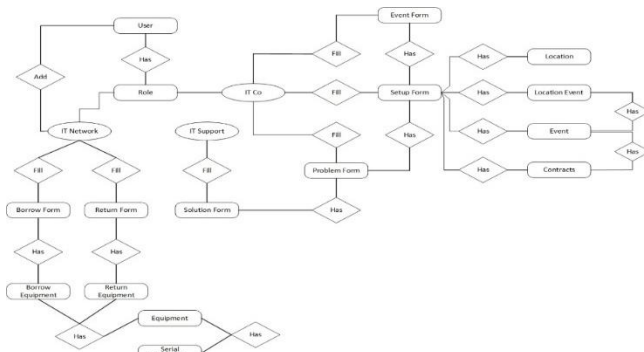 User
Event Form
Add
Has
Fill
Has
Has
Location
Role
IT Co
Fill
Setup Form
Has
Location Event
Has
IT Network
IT Support
Fill
Has
Has
Event
Has
Fill
Fill
Fill
Problem Form
Has
Contracts
Borrow Form
Return Form
Solution Form
Has
Has
Has
Borrow
Equipment
Return
Equipment
Has
Equipment
Has
Serial